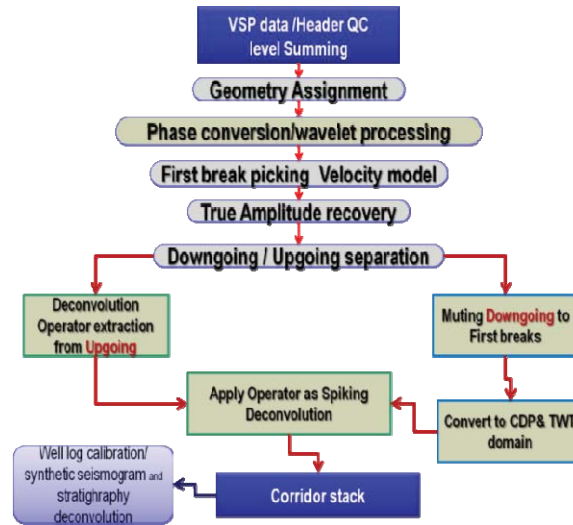 VSP data /Header QC
level Summing
Geometry Assignment
Phase conversion/wavelet processing
First break picking Velocity model
True Amplitude recovery
Downgoing / Upgoing separation
Deconvolution
Operator extraction
from Upgoing
Muting Downgoing to
First breaks
Apply Operator as Spiking
Deconvolution
Convert to CDP& TWT
domain
Well log calibration/
synthetic seismogram and
stratighraphy
deconvolution
Corridor stack